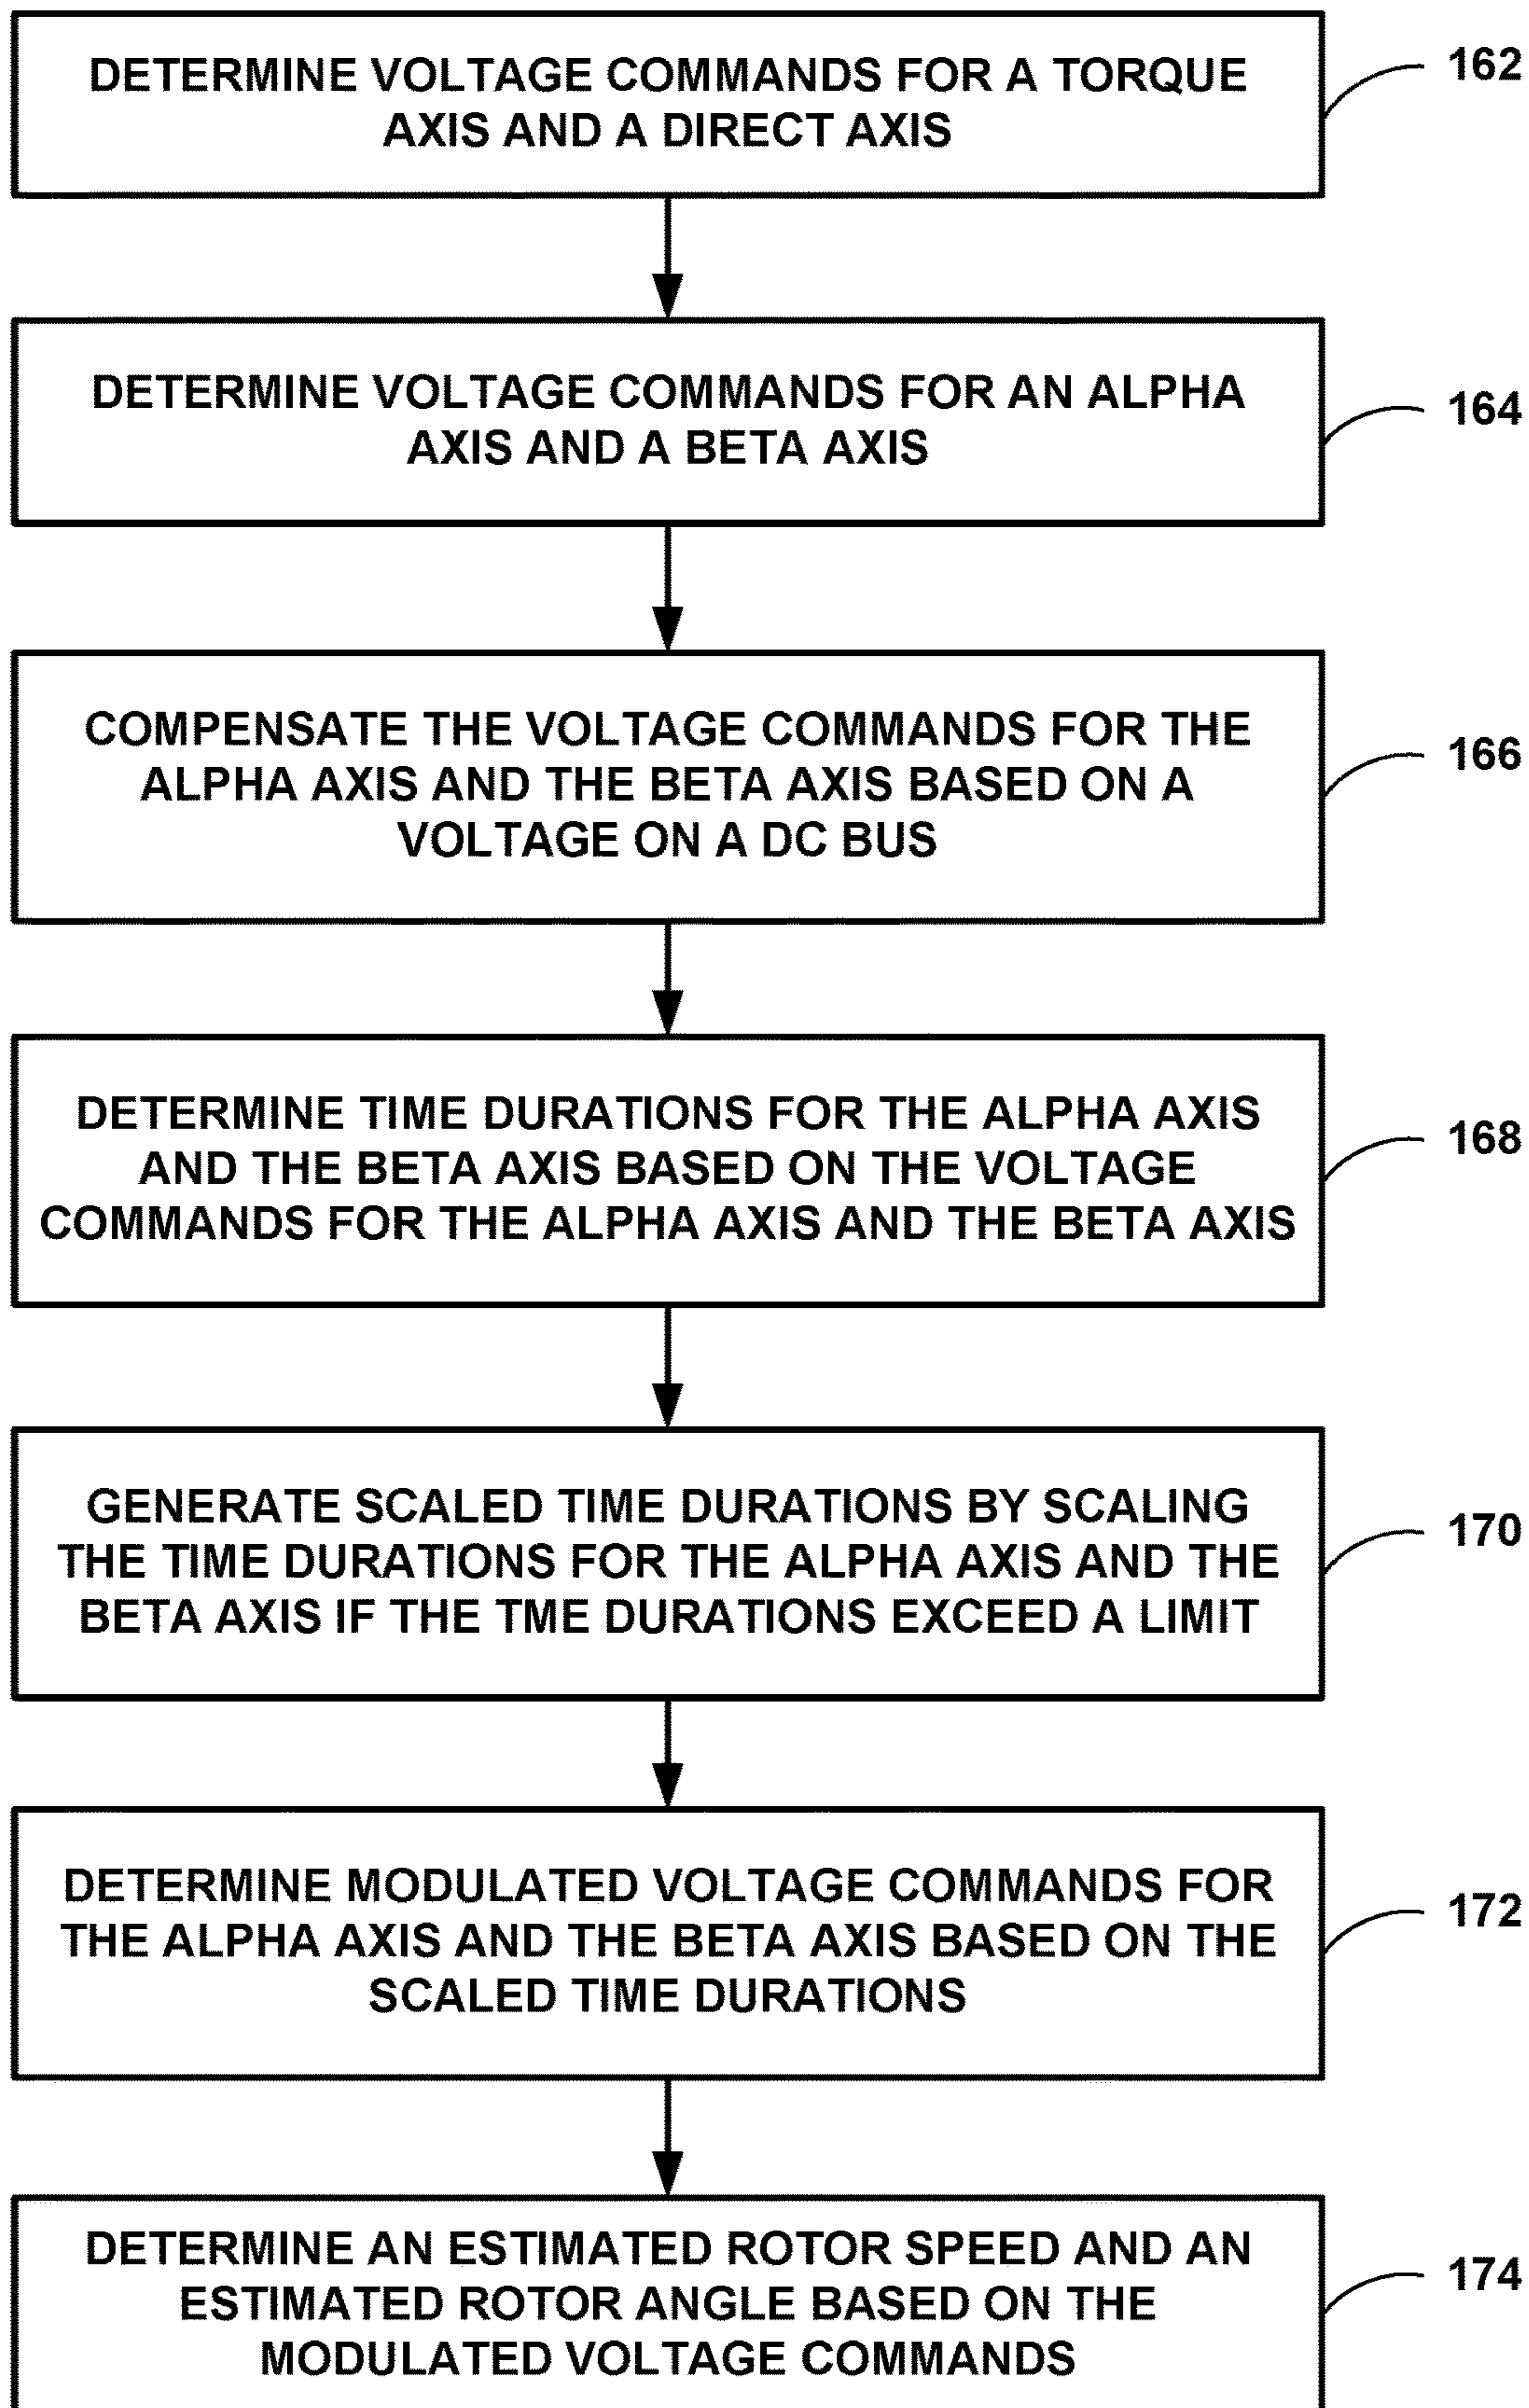 DETERMINE VOLTAGE COMMANDS FOR A TORQUE
AXIS AND A DIRECT AXIS
162
DETERMINE VOLTAGE COMMANDS FOR AN ALPHA
AXIS AND A BETA AXIS
164
COMPENSATE THE VOLTAGE COMMANDS FOR THE
ALPHA AXIS AND THE BETA AXIS BASED ON A
VOLTAGE ON A DC BUS
166
DETERMINE TIME DURATIONS FOR THE ALPHA AXIS
AND THE BETA AXIS BASED ON THE VOLTAGE
COMMANDS FOR THE ALPHA AXIS AND THE BETA AXIS
168
GENERATE SCALED TIME DURATIONS BY SCALING
THE TIME DURATIONS FOR THE ALPHA AXIS AND THE
BETA AXIS IF THE TME DURATIONS EXCEED A LIMIT
170
DETERMINE MODULATED VOLTAGE COMMANDS FOR
THE ALPHA AXIS AND THE BETA AXIS BASED ON THE
SCALED TIME DURATIONS
172
DETERMINE AN ESTIMATED ROTOR SPEED AND AN
ESTIMATED ROTOR ANGLE BASED ON THE
MODULATED VOLTAGE COMMANDS
174